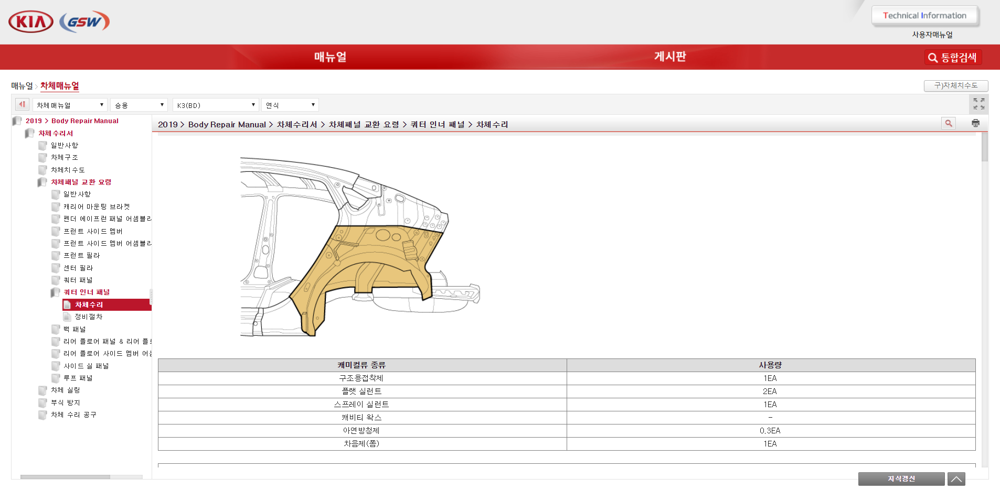 KIA GSW
Technical Information
사용자매뉴얼
매뉴얼 게시판 통합검색
매뉴얼 > 차체매뉴얼
구)차체치수도
차체매뉴얼 ▼ 승용 ▼ K3(BD) ▼ 연식 ▼
2019 > Body Repair Manual
차체수리서
일반사항
차체구조
차체치수도
차체패널 교환 요령
일반사항
캐리어 마운팅 브라켓
펜더 에이프런 패널 어셈블리
프런트 사이드 멤버
프런트 사이드 멤버 어셈블리
프런트 필라
센터 필라
쿼터 패널
쿼터 인너 패널
차체수리
정비절차
백 패널
리어 플로어 패널 & 리어 플로
리어 플로어 사이드 멤버 어셈
사이드 실 패널
루프 패널
차체 실링
부식 방지
차체 수리 공구
2019 > Body Repair Manual > 차체수리서 > 차체패널 교환 요령 > 쿼터 인너 패널 > 차체수리
캐미컬류 종류 사용량
구조용접착제 1EA
플랫 실런트 2EA
스프레이 실런트 1EA
캐비티 왁스 -
아연방청제 0.3EA
차음제(폼) 1EA
지식갱신